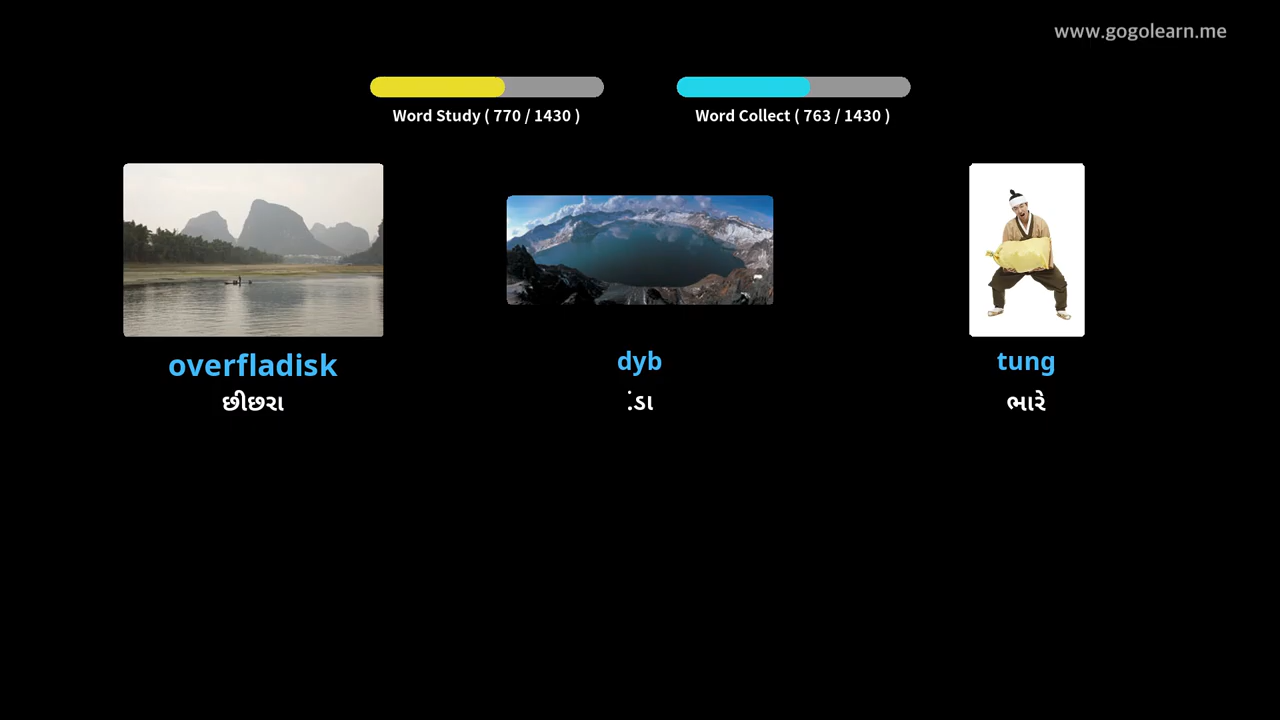 www.gogolearn.me
Word Study ( 770 / 1430 )
Word Collect ( 763 / 1430 )
overfladisk
dyb
tung
છીછરા
ં.ડા
ભારે